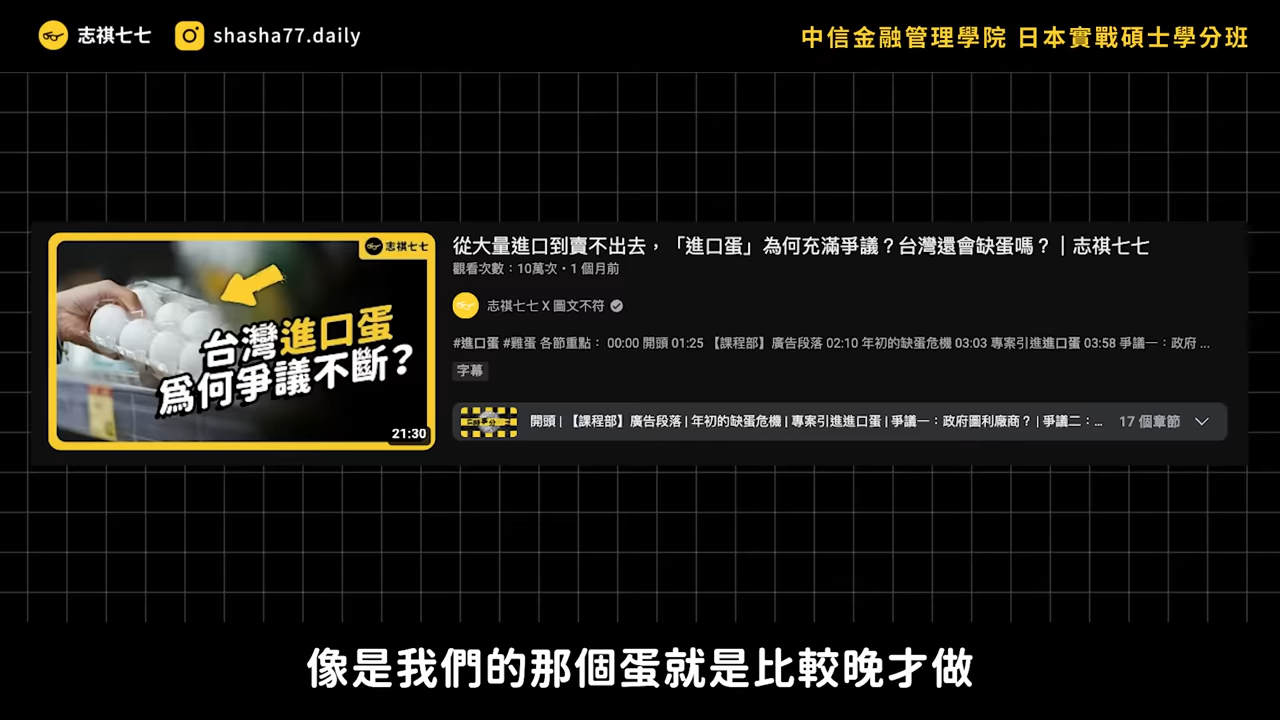 志祺七七
shasha77.daily
中信金融管理學院 日本實戰碩士學分班
志祺七七
台灣進口蛋
為何爭議不斷？
21:30
從大量進口到賣不出去，「進口蛋」為何充滿爭議？台灣還會缺蛋嗎？｜志祺七七
觀看次數：10萬次・1 個月前
志祺七七 X 圖文不符
#進口蛋 #雞蛋 各節重點： 00:00 開頭 01:25 【課程部】廣告段落 02:10 年初的缺蛋危機 03:03 專案引進進口蛋 03:58 爭議一：政府 ...
字幕
開頭 | 【課程部】廣告段落 | 年初的缺蛋危機 | 專案引進進口蛋 | 爭議一：政府圖利廠商？ | 爭議二：...
17 個章節
像是我們的那個蛋就是比較晚才做